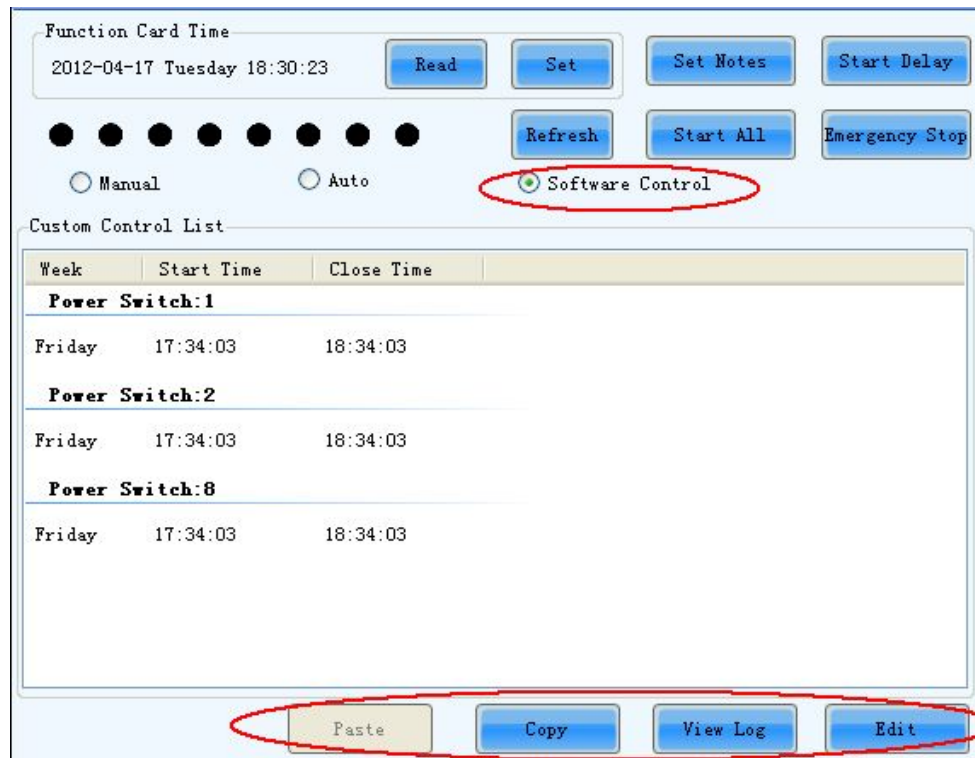 Function Card Time
2012-04-17 Tuesday 18:30:23 Read Set Set Notes Start Delay
Refresh Start All Emergency Stop
Manual Auto Software Control
Custom Control List
Week Start Time Close Time
Power Switch:1
Friday 17:34:03 18:34:03
Power Switch:2
Friday 17:34:03 18:34:03
Power Switch:8
Friday 17:34:03 18:34:03
Paste Copy View Log Edit